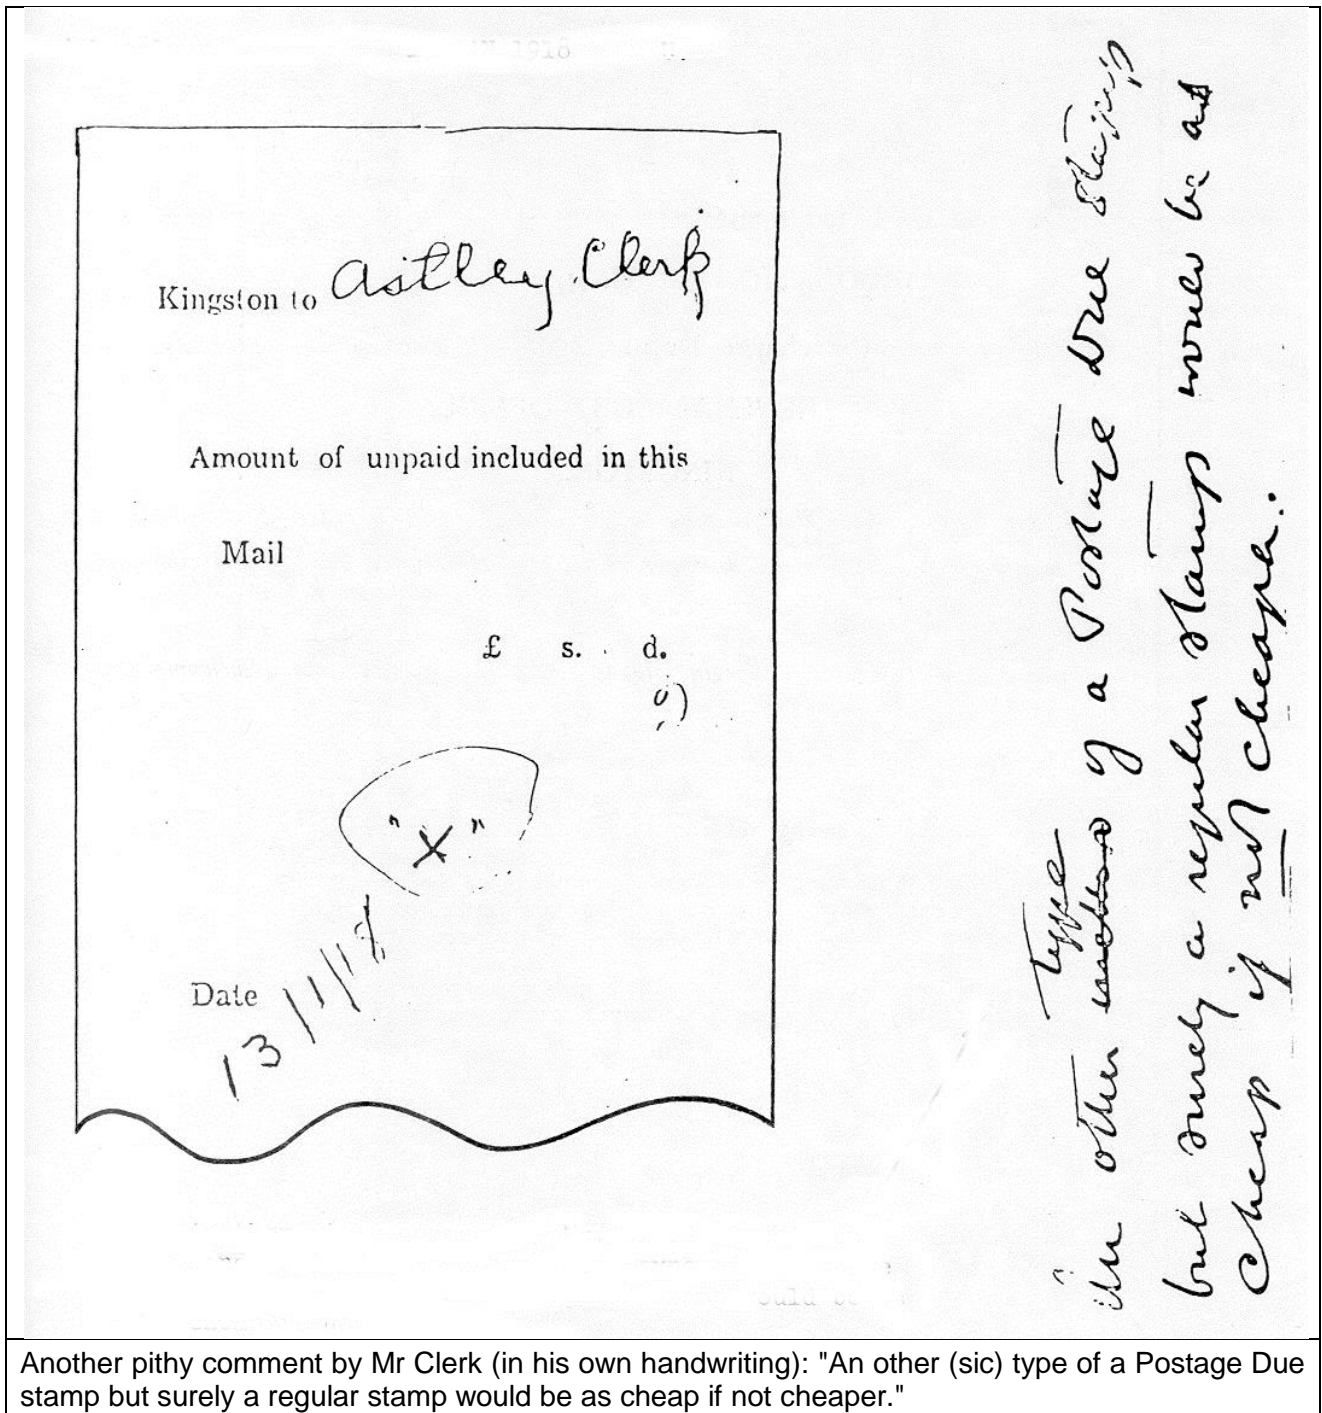 Kingston to Astley Clerk
Amount of unpaid included in this
Mail
£ s. d.
"X"
Date 13/11/18
An other type of a Postage Due stamp
but surely a regular stamp would be as
cheap if not cheaper.
Another pithy comment by Mr Clerk (in his own handwriting): "An other (sic) type of a Postage Due
stamp but surely a regular stamp would be as cheap if not cheaper."